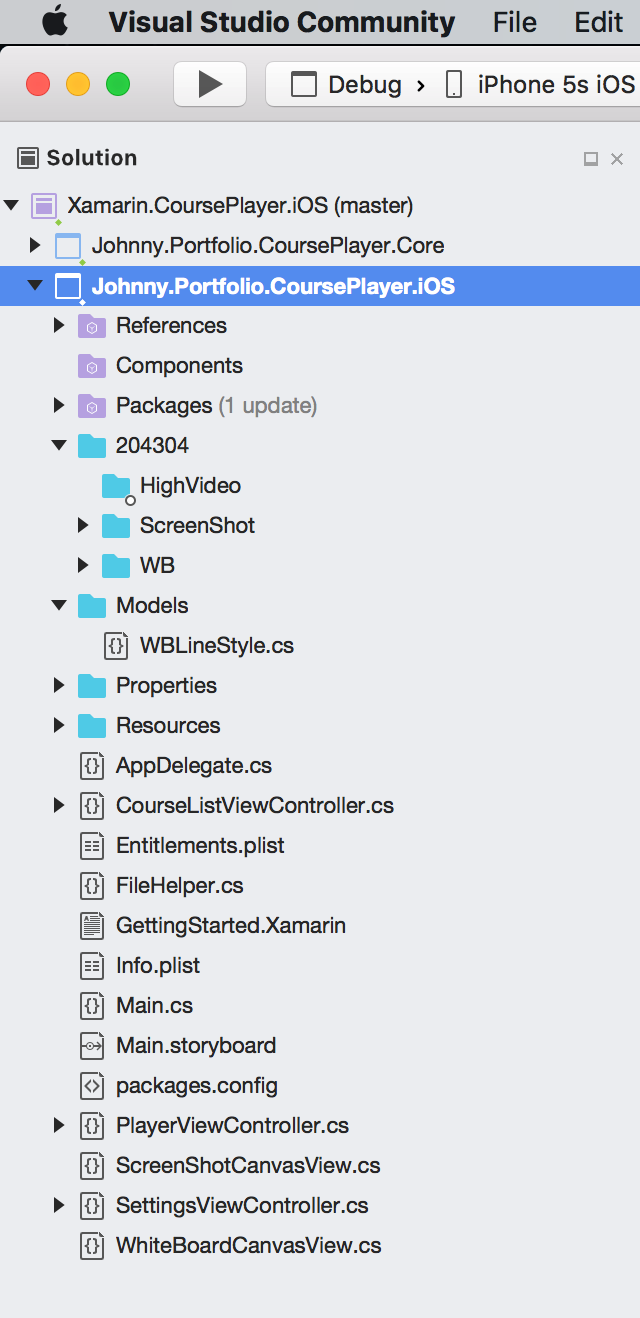 Visual Studio Community File Edit
Debug › iPhone 5s iOS
Solution
Xamarin.CoursePlayer.iOS (master)
Johnny.Portfolio.CoursePlayer.Core
Johnny.Portfolio.CoursePlayer.iOS
References
Components
Packages (1 update)
204304
HighVideo
ScreenShot
WB
Models
WBLineStyle.cs
Properties
Resources
AppDelegate.cs
CourseListViewController.cs
Entitlements.plist
FileHelper.cs
GettingStarted.Xamarin
Info.plist
Main.cs
Main.storyboard
packages.config
PlayerViewController.cs
ScreenShotCanvasView.cs
SettingsViewController.cs
WhiteBoardCanvasView.cs